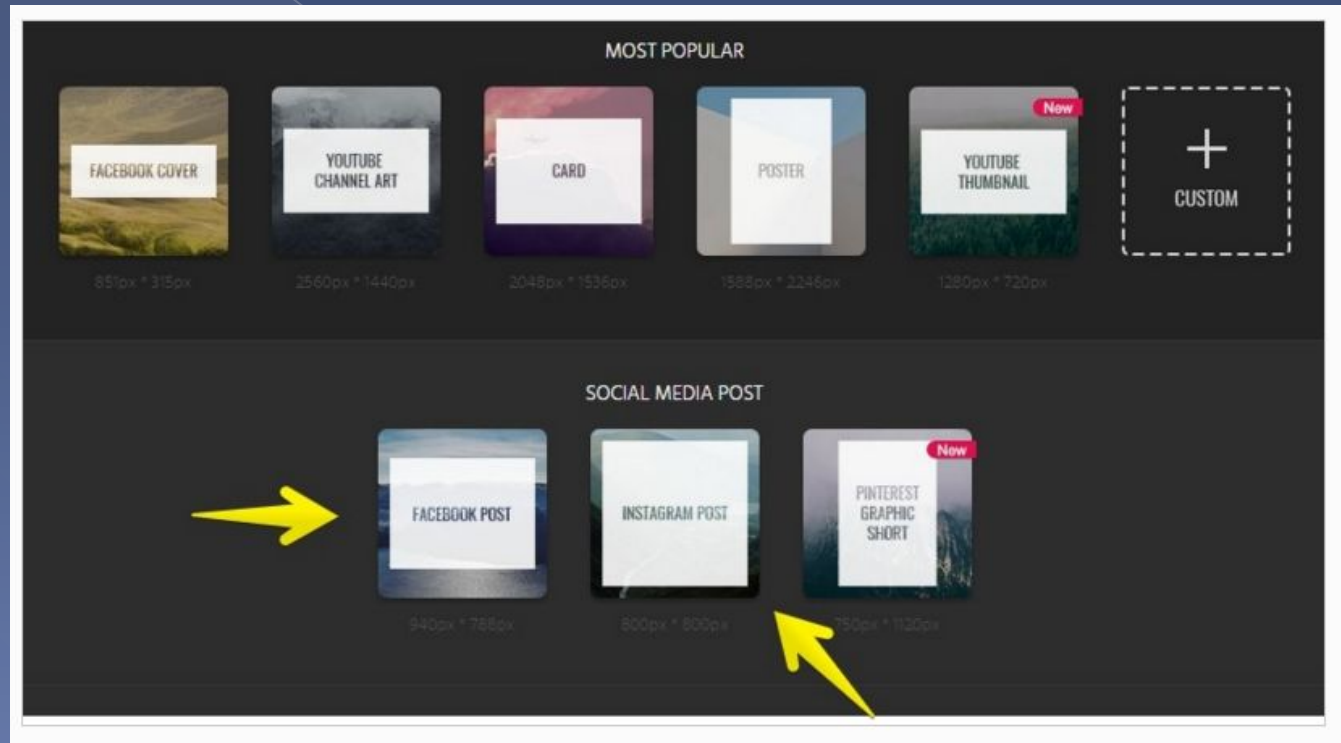 MOST POPULAR
FACEBOOK COVER
YOUTUBE
CHANNEL ART
CARD
POSTER
New
YOUTUBE
THUMBNAIL
CUSTOM
851px * 315px
2560px * 1440px
2048px * 1536px
1588px * 2246px
1280px * 720px
SOCIAL MEDIA POST
FACEBOOK POST
INSTAGRAM POST
New
PINTEREST
GRAPHIC
SHORT
940px * 788px
800px * 800px
750px * 1120px